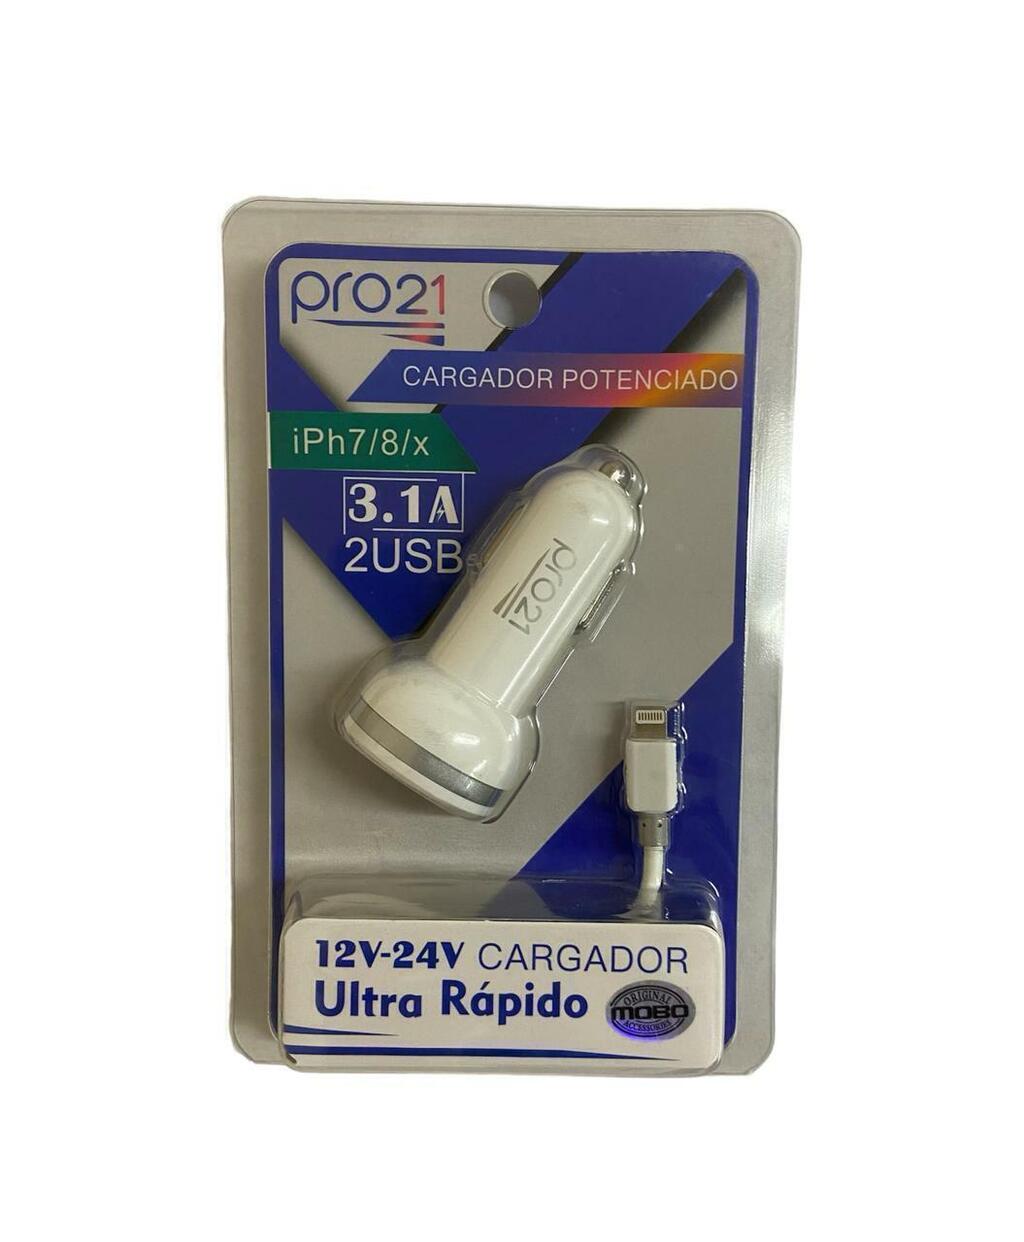 pro21
CARGADOR POTENCIADO
iPh7/8/x
3.1A
2USB
pro21
12V-24V CARGADOR
Ultra Rápido
ORIGINAL
MOBO
ACCESSORIES